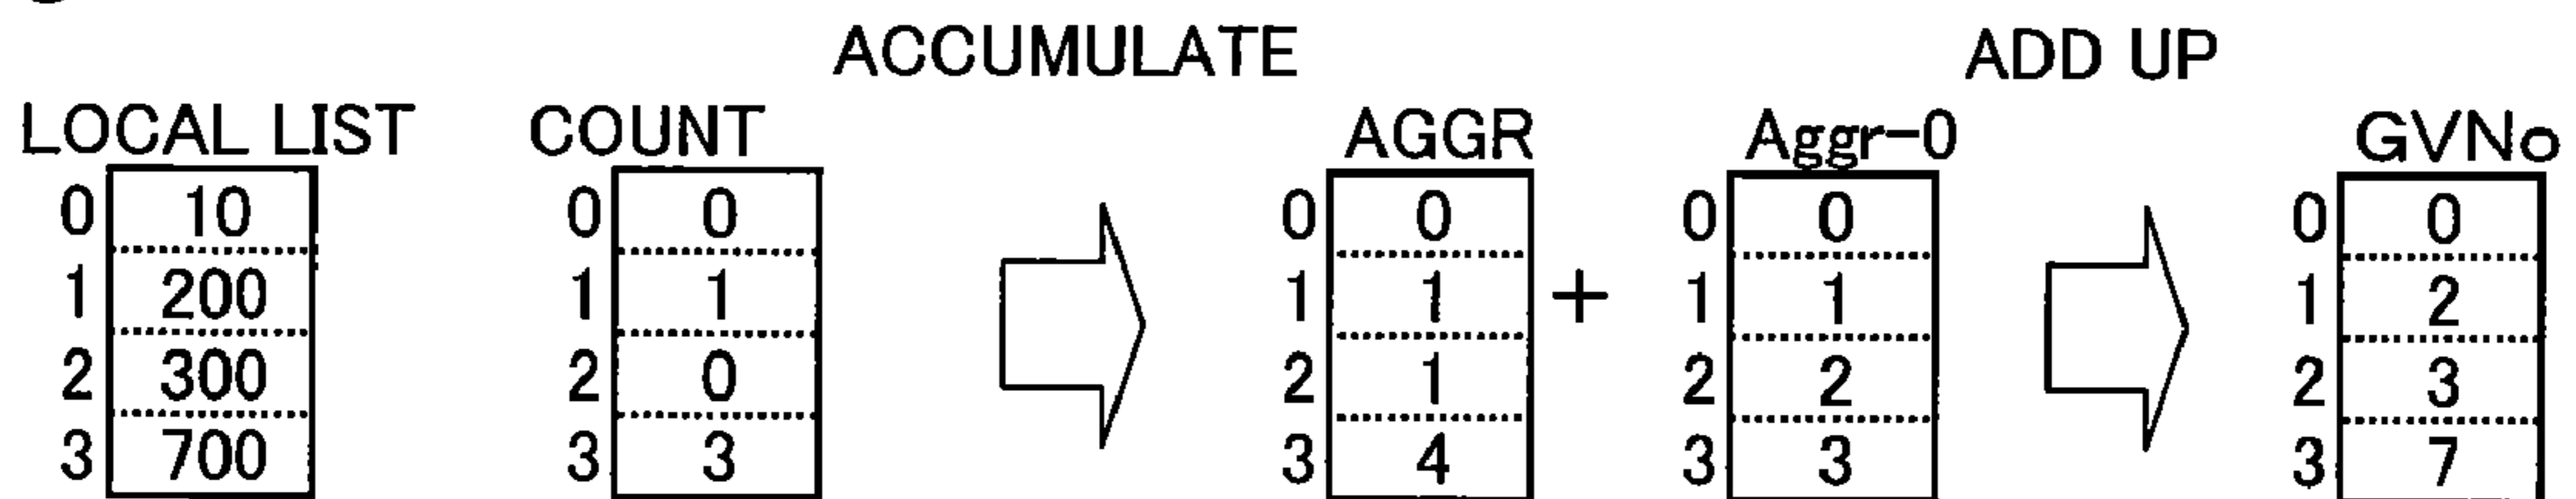 ACCUMULATE ADD UP
LOCAL LIST COUNT AGGR Aggr-0 GVNo
0 10 0 0 0 0 0 0 0 0
1 200 1 1 1 1 + 1 1 1 2
2 300 2 0 2 1 2 2 2 3
3 700 3 3 3 4 3 3 3 7